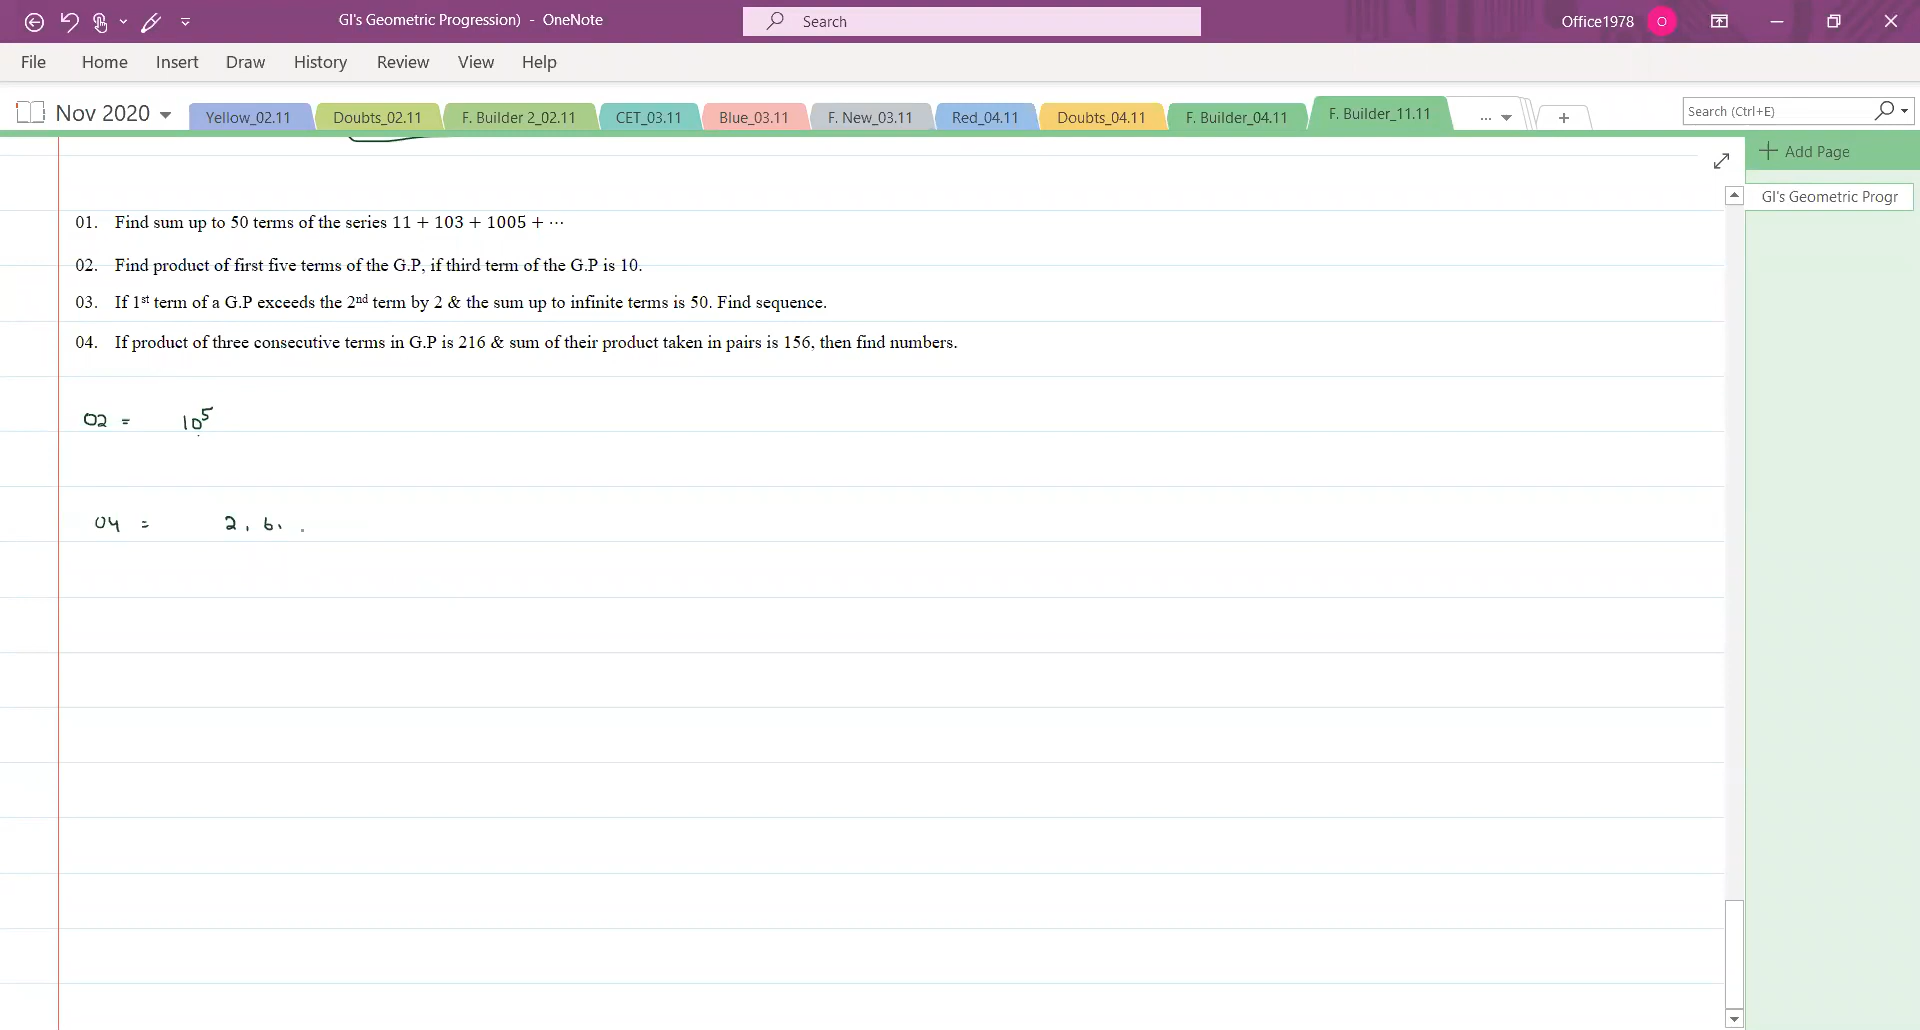 GI's Geometric Progression) - OneNote
Search
Office1978
O
File Home Insert Draw History Review View Help
Nov 2020
Yellow_02.11 Doubts_02.11 F. Builder 2_02.11 CET_03.11 Blue_03.11 F. New_03.11 Red_04.11 Doubts_04.11 F. Builder_04.11 F. Builder_11.11 ... +
Search (Ctrl+E)
Add Page
GI's Geometric Progr
01. Find sum up to 50 terms of the series 11 + 103 + 1005 + ⋯
02. Find product of first five terms of the G.P, if third term of the G.P is 10.
03. If 1st term of a G.P exceeds the 2nd term by 2 & the sum up to infinite terms is 50. Find sequence.
04. If product of three consecutive terms in G.P is 216 & sum of their product taken in pairs is 156, then find numbers.
02 = 10⁵
04 = 2, 6,